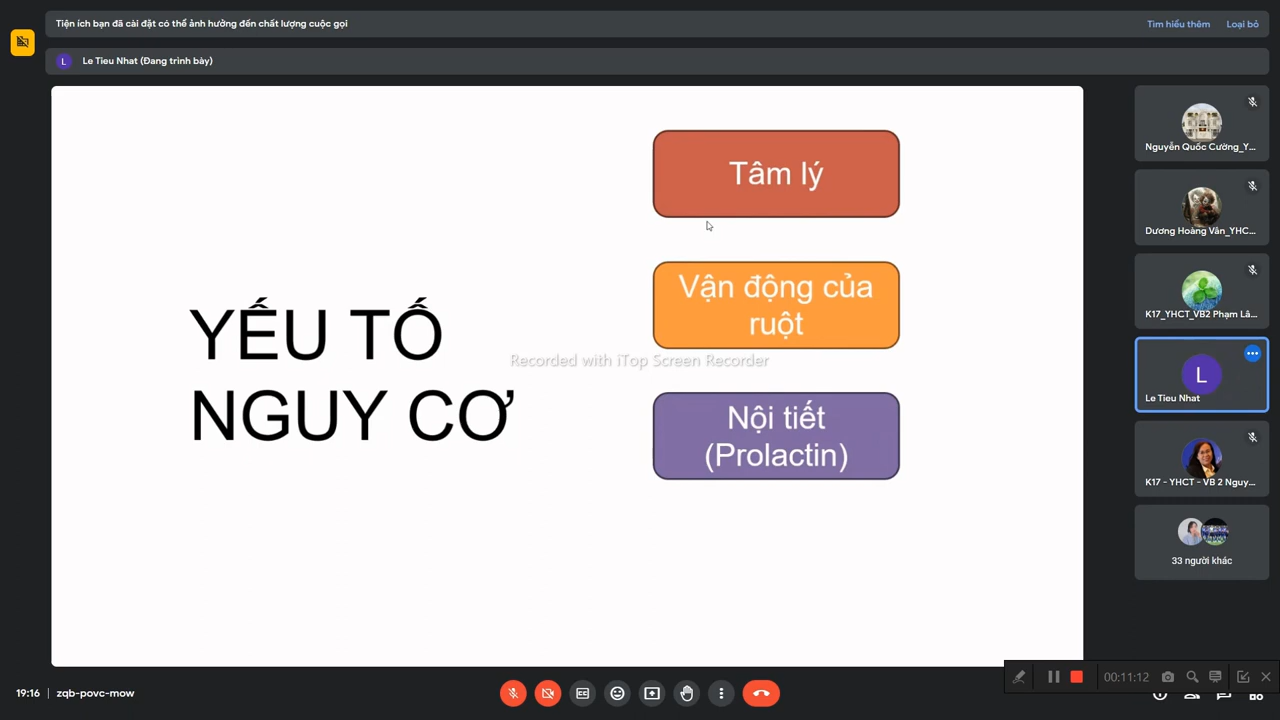 Tiện ích bạn đã cài đặt có thể ảnh hưởng đến chất lượng cuộc gọi
Tìm hiểu thêm
Loại bỏ
L
Le Tieu Nhat (Đang trình bày)
Tâm lý
Vận động của
ruột
Nội tiết
(Prolactin)
YẾU TỐ
NGUY CƠ
Recorded with iTop Screen Recorder
Nguyễn Quốc Cường_Y...
Dương Hoàng Vân_YHC...
K17_YHCT_VB2 Phạm Lâ...
L
Le Tieu Nhat
K17 - YHCT - VB 2 Nguy...
33 người khác
19:16 | zqb-povc-mow
00:11:12